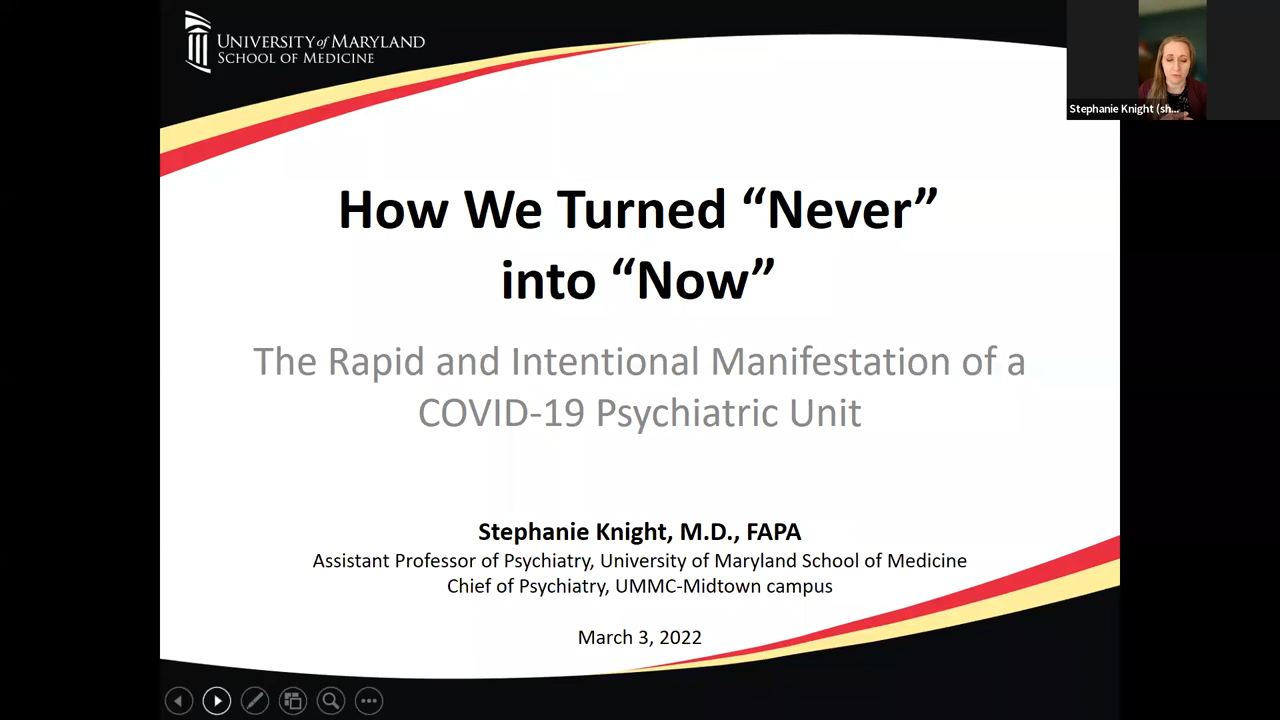 UNIVERSITY of MARYLAND
SCHOOL OF MEDICINE
Stephanie Knight (sh...
How We Turned “Never”
into “Now”
The Rapid and Intentional Manifestation of a
COVID-19 Psychiatric Unit
Stephanie Knight, M.D., FAPA
Assistant Professor of Psychiatry, University of Maryland School of Medicine
Chief of Psychiatry, UMMC-Midtown campus
March 3, 2022